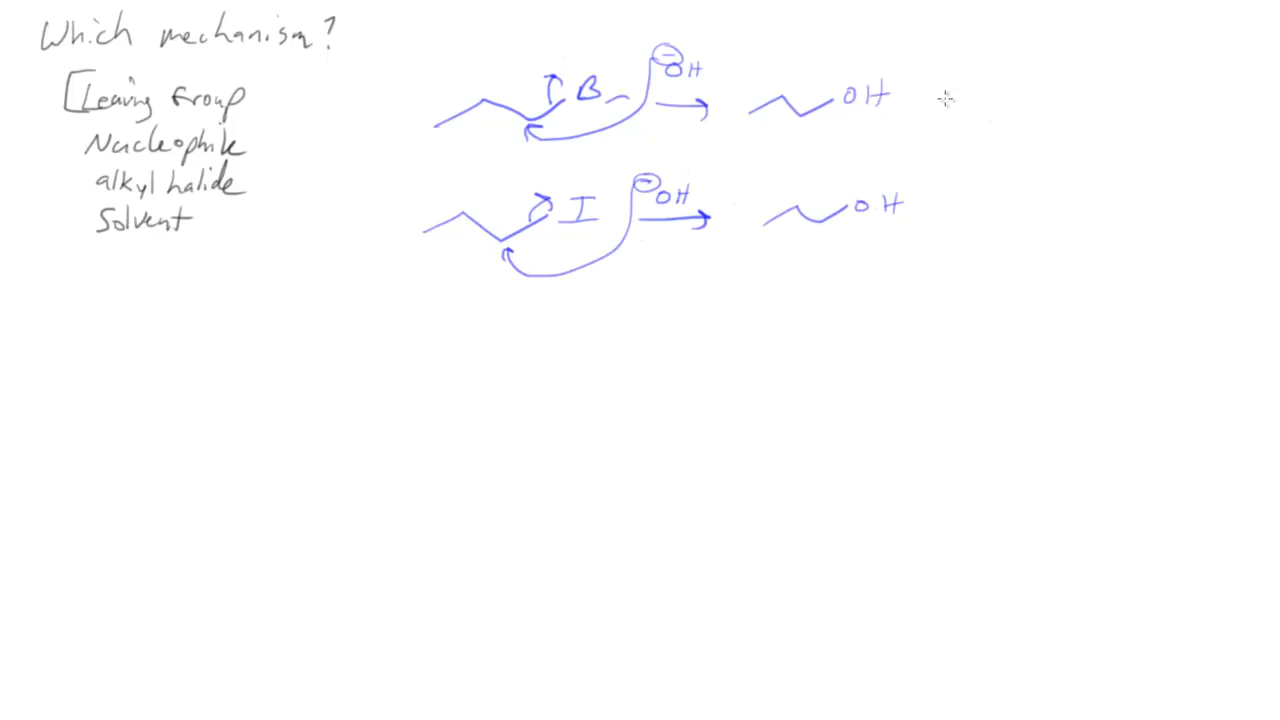 Which mechanism?
Leaving Group
Nucleophile
alkyl halide
Solvent
Br ⊖OH → OH
I ⊖OH → OH